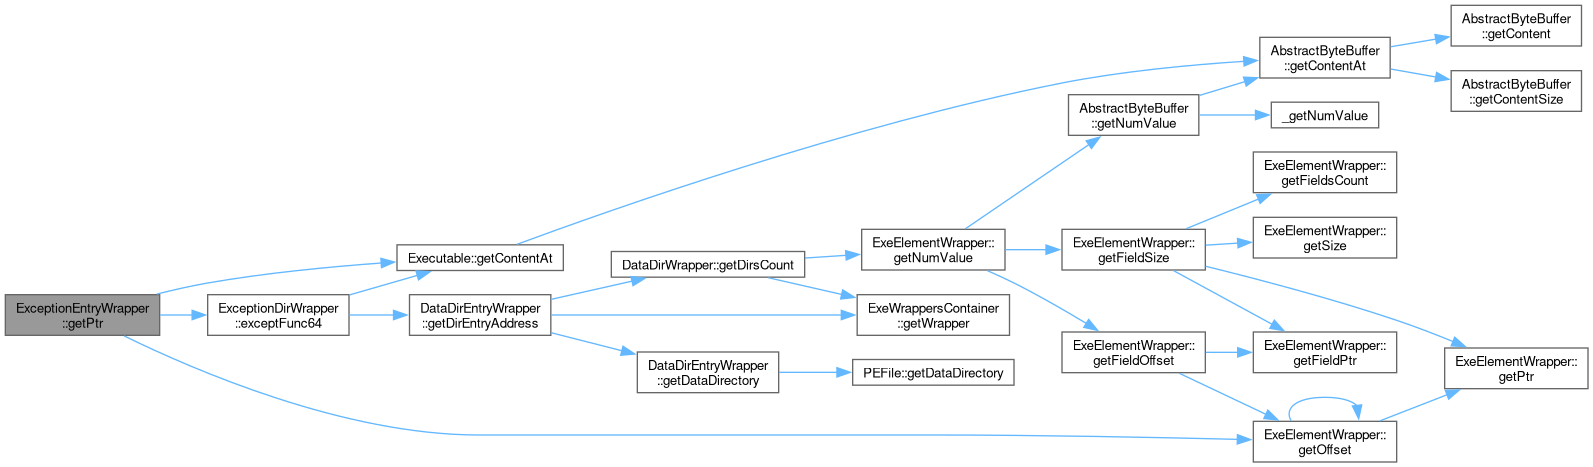 ExceptionEntryWrapper
::getPtr
ExceptionDirWrapper
::exceptFunc64
Executable::getContentAt
DataDirEntryWrapper
::getDirEntryAddress
DataDirWrapper::getDirsCount
DataDirEntryWrapper
::getDataDirectory
ExeElementWrapper::
getNumValue
ExeWrappersContainer
::getWrapper
PEFile::getDataDirectory
AbstractByteBuffer
::getNumValue
ExeElementWrapper::
getFieldSize
ExeElementWrapper::
getFieldOffset
AbstractByteBuffer
::getContentAt
_getNumValue
ExeElementWrapper::
getFieldsCount
ExeElementWrapper::
getSize
ExeElementWrapper::
getFieldPtr
ExeElementWrapper::
getOffset
AbstractByteBuffer
::getContent
AbstractByteBuffer
::getContentSize
ExeElementWrapper::
getPtr